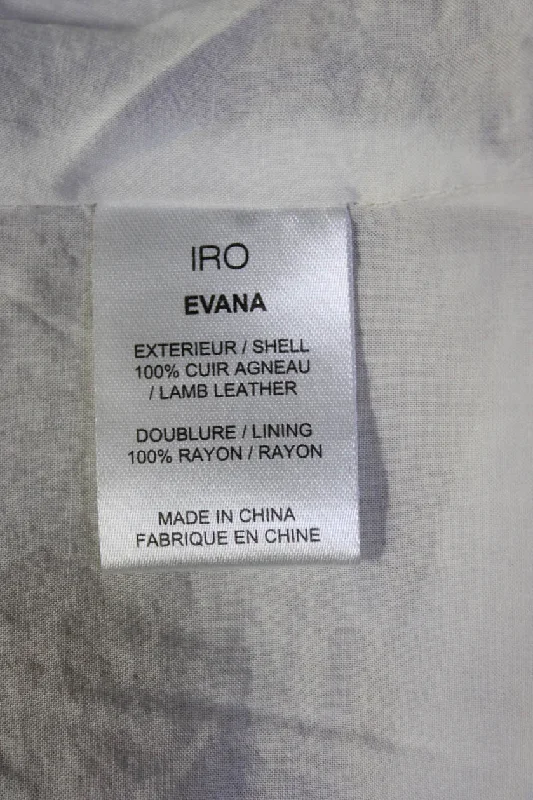 IRO
EVANA
EXTERIEUR / SHELL
100% CUIR AGNEAU
/ LAMB LEATHER
DOUBLURE / LINING
100% RAYON / RAYON
MADE IN CHINA
FABRIQUE EN CHINE